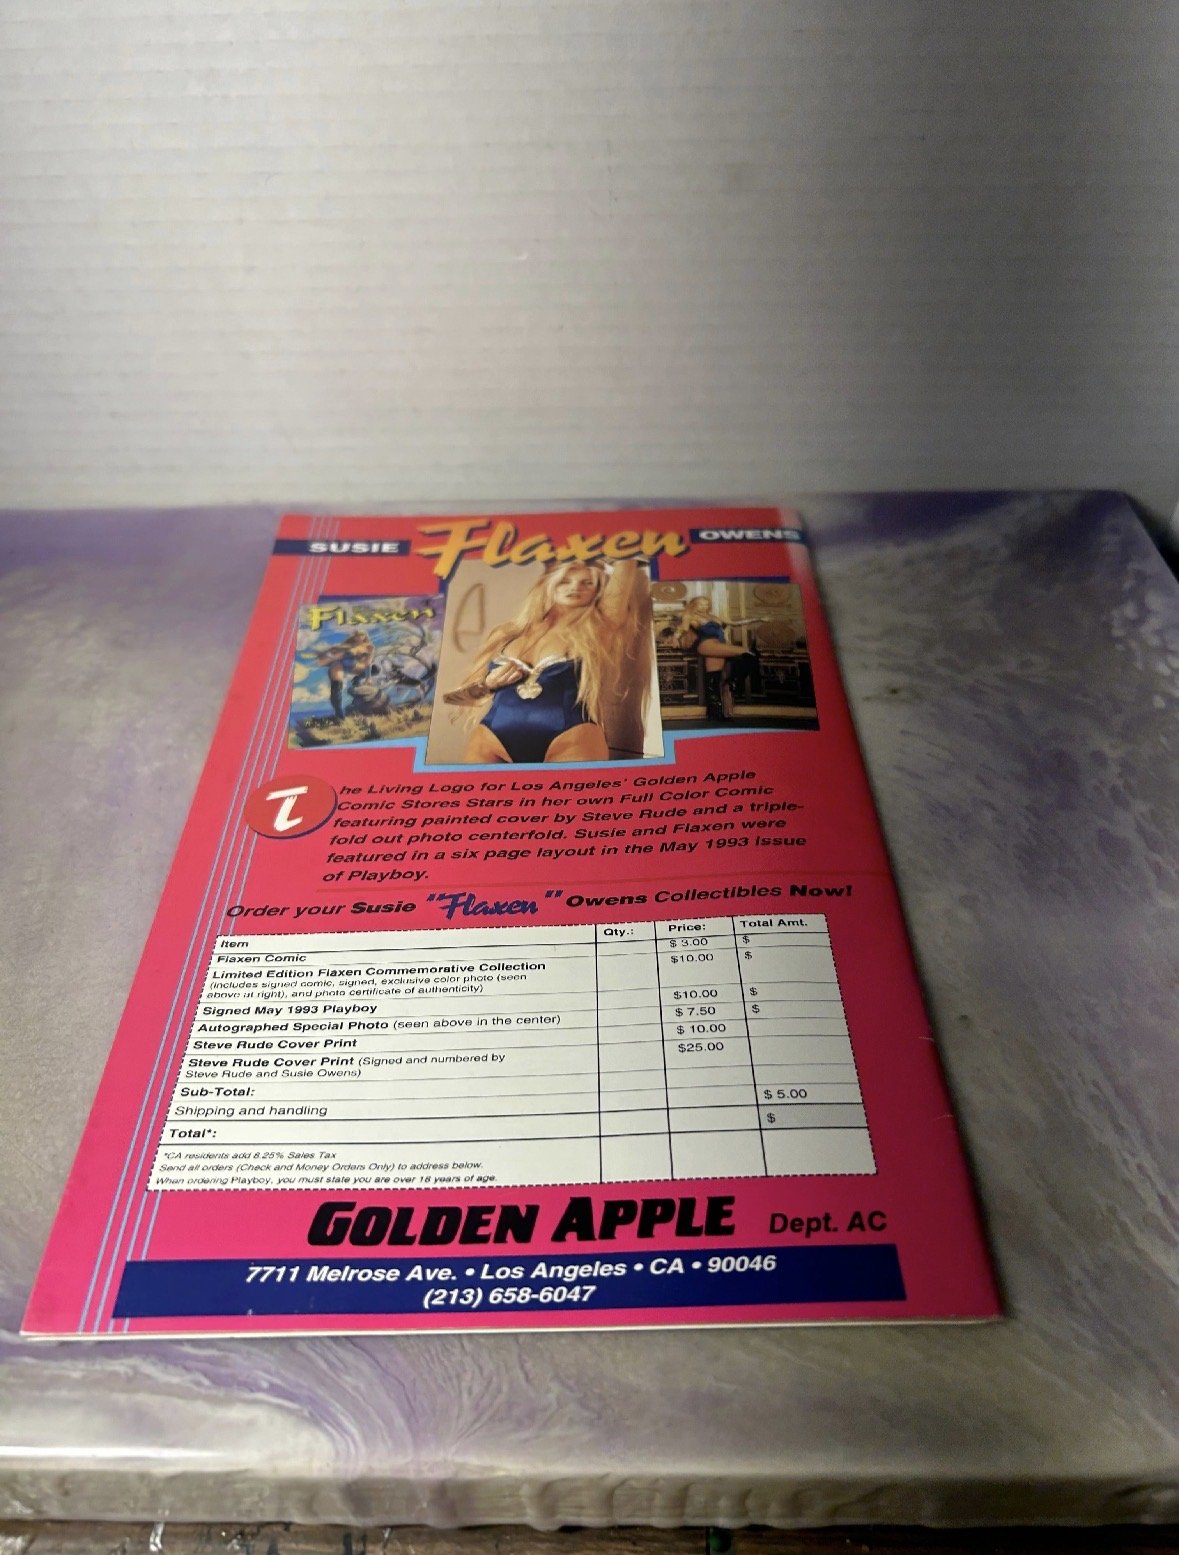 SUSIE Flaxen OWENS
Flaxen
The Living Logo for Los Angeles' Golden Apple
Comic Stores Stars in her own Full Color Comic
featuring painted cover by Steve Rude and a triple-
fold out photo centerfold. Susie and Flaxen were
featured in a six page layout in the May 1993 issue
of Playboy.
Order your Susie "Flaxen" Owens Collectibles Now!
Item Qty.: Price: Total Amt.
Flaxen Comic $ 3.00 $
Limited Edition Flaxen Commemorative Collection $10.00 $
(includes signed comic, signed, exclusive color photo (seen
above at right), and photo certificate of authenticity)
Signed May 1993 Playboy $10.00 $
Autographed Special Photo (seen above in the center) $ 7.50 $
Steve Rude Cover Print $ 10.00
Steve Rude Cover Print (Signed and numbered by $25.00
Steve Rude and Susie Owens)
Sub-Total:
Shipping and handling $ 5.00
Total*: $
*CA residents add 8.25% Sales Tax
Send all orders (Check and Money Orders Only) to address below.
When ordering Playboy, you must state you are over 18 years of age.
GOLDEN APPLE Dept. AC
7711 Melrose Ave. • Los Angeles • CA • 90046
(213) 658-6047